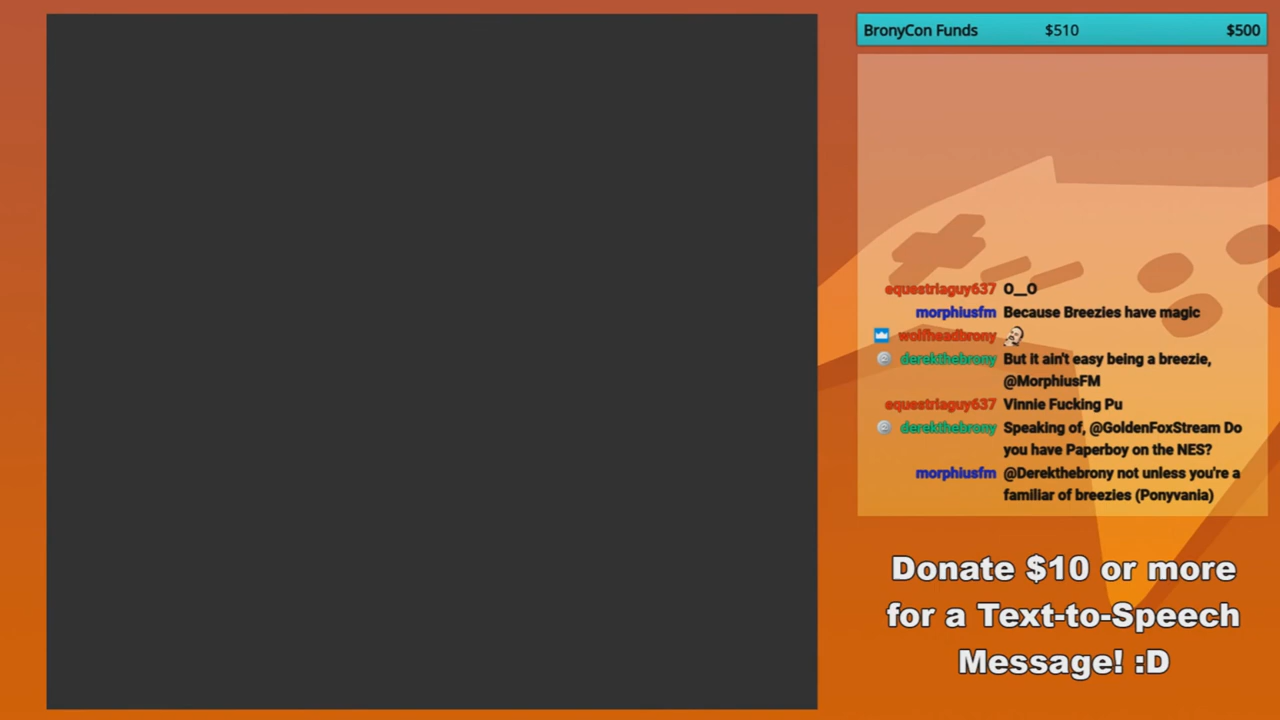 BronyCon Funds $510 $500
equestriaguy637 O__O
morphiusfm Because Breezies have magic
wolfheadbrony
derekthebrony But it ain't easy being a breezie,
@MorphiusFM
equestriaguy637 Vinnie Fucking Pu
derekthebrony Speaking of, @GoldenFoxStream Do
you have Paperboy on the NES?
morphiusfm @Derekthebrony not unless you're a
familiar of breezies (Ponyvania)
Donate $10 or more
for a Text-to-Speech
Message! :D